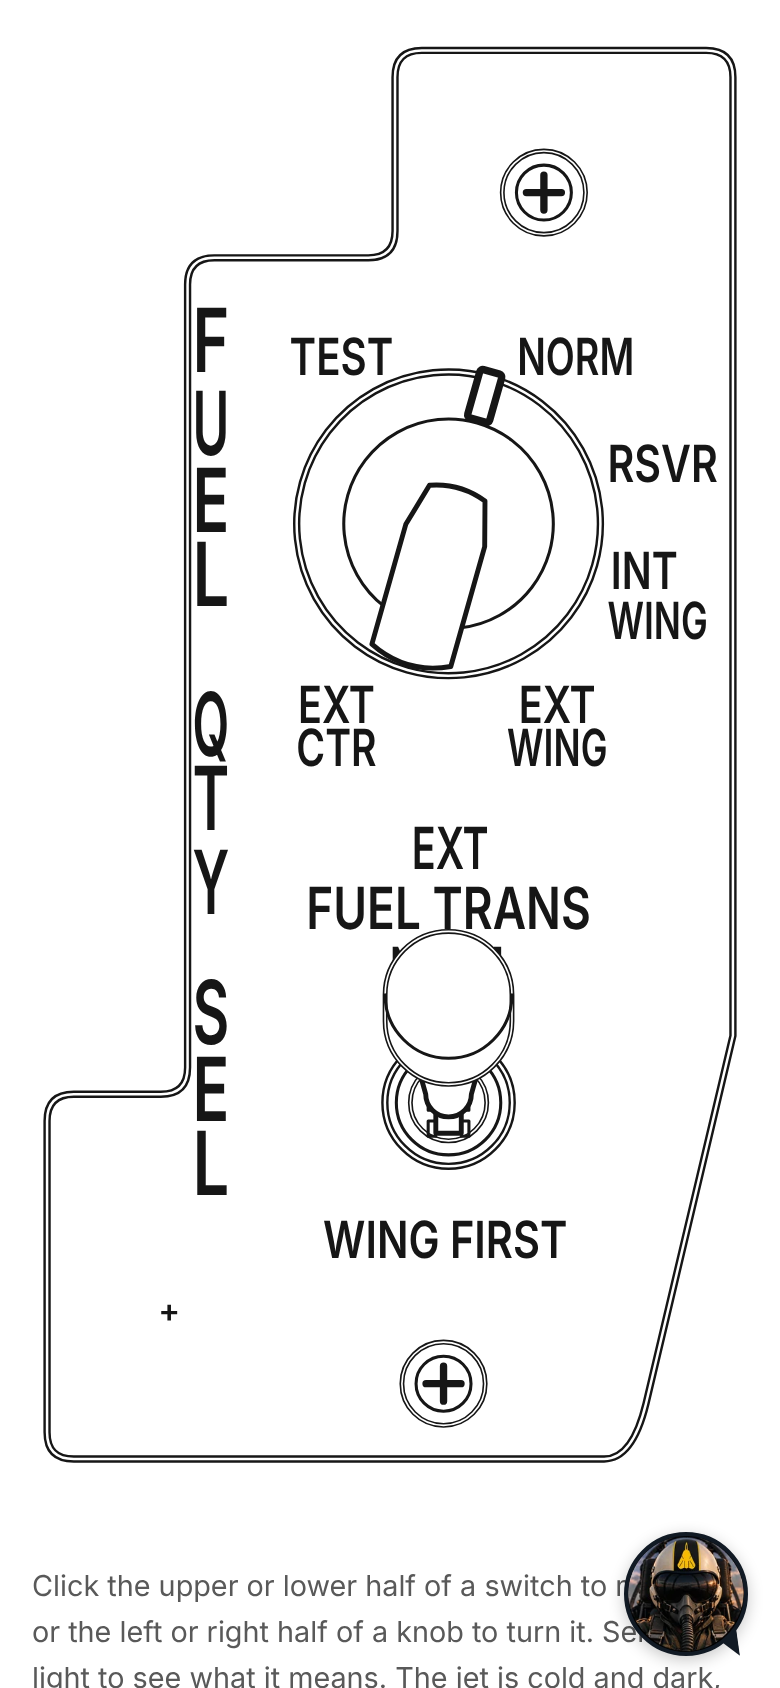 FUEL QTY SEL
TEST
NORM
RSVR
INT
WING
EXT
CTR
EXT
WING
EXT
FUEL TRANS
WING FIRST
+
Click the upper or lower half of a switch to
or the left or right half of a knob to turn it.
light to see what it means. The jet is cold and dark,